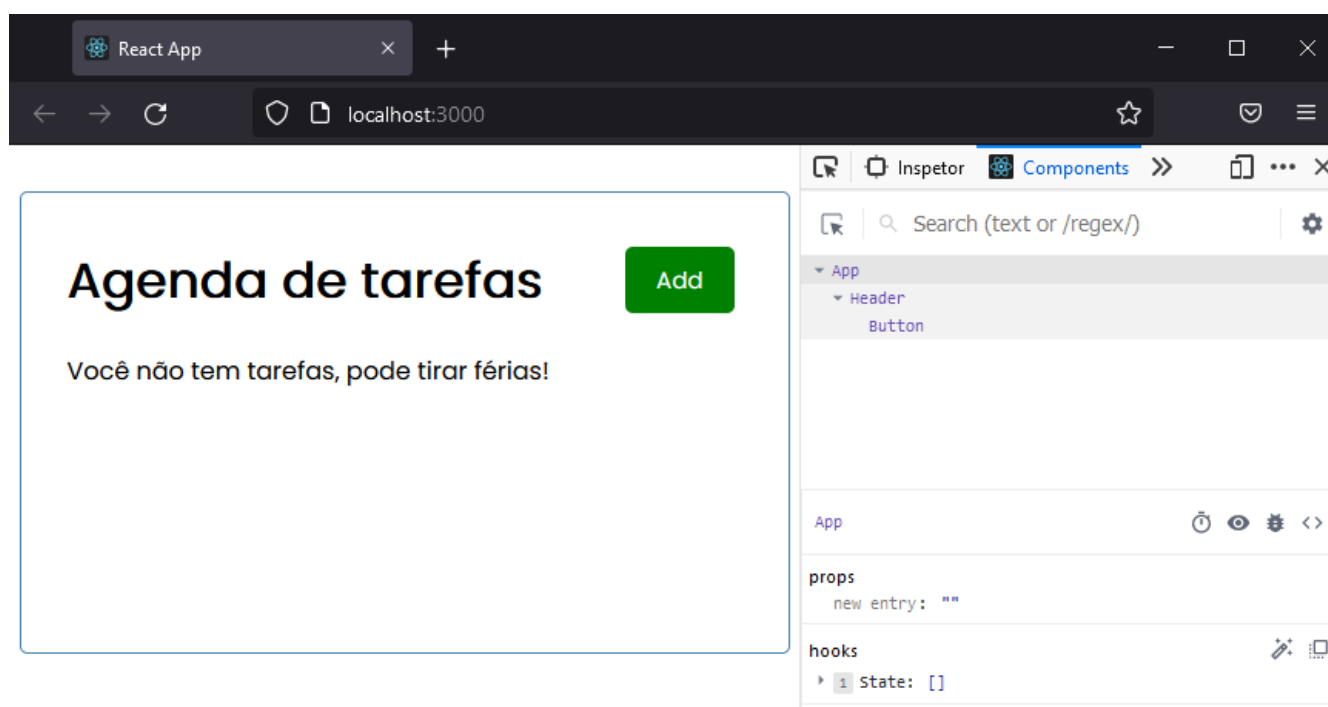 React App
localhost:3000
Inspetor
Components
Search (text or /regex/)
Agenda de tarefas
Add
Você não tem tarefas, pode tirar férias!
App
Header
Button
App
props
new entry: ""
hooks
1 State: []